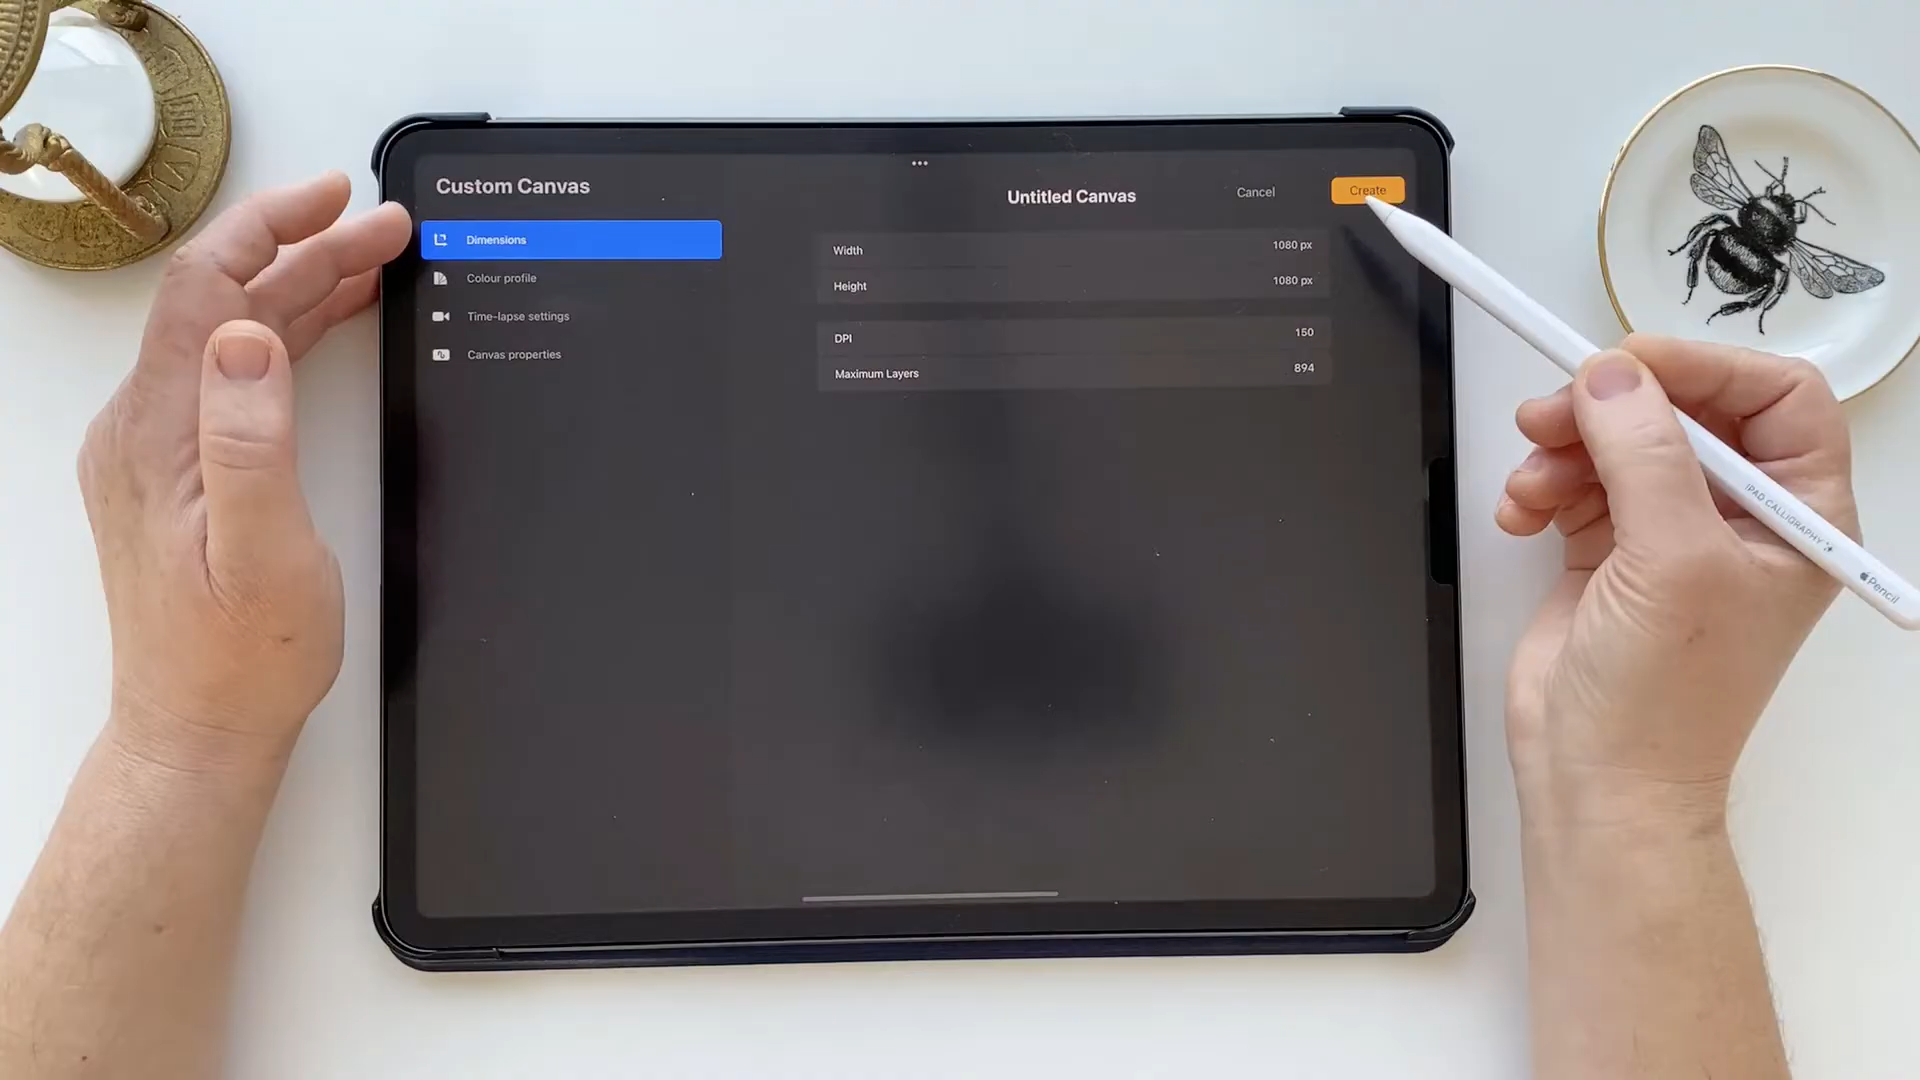 Custom Canvas
Dimensions
Colour profile
Time-lapse settings
Canvas properties
Untitled Canvas
Cancel
Create
Width 1080 px
Height 1080 px
DPI 150
Maximum Layers 894
IPAD CALLIGRAPHY
Pencil